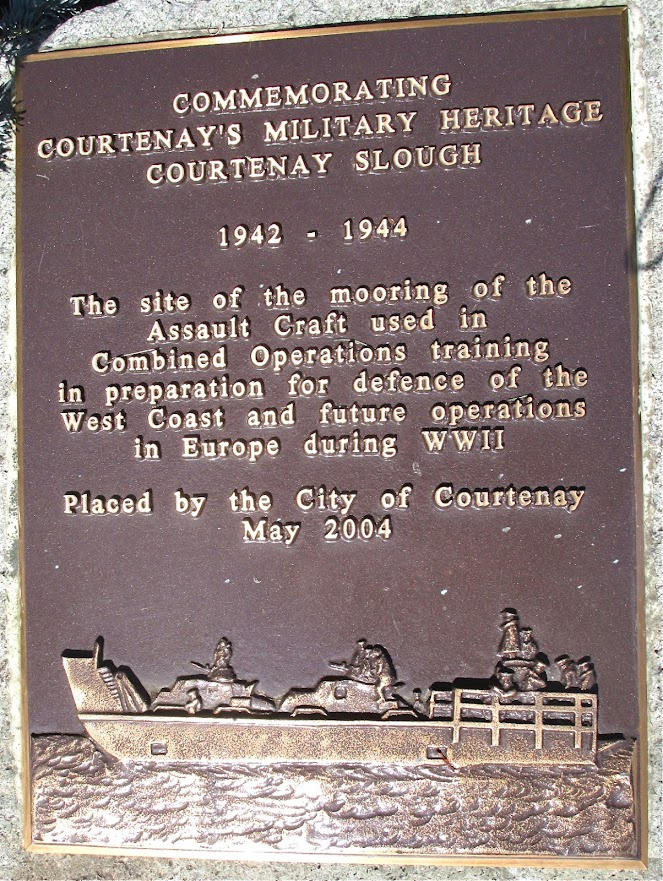 COMMEMORATING
COURTENAY'S MILITARY HERITAGE
COURTENAY SLOUGH
1942 - 1944
The site of the mooring of the
Assault Craft used in
Combined Operations training
in preparation for defence of the
West Coast and future operations
in Europe during WWII
Placed by the City of Courtenay
May 2004